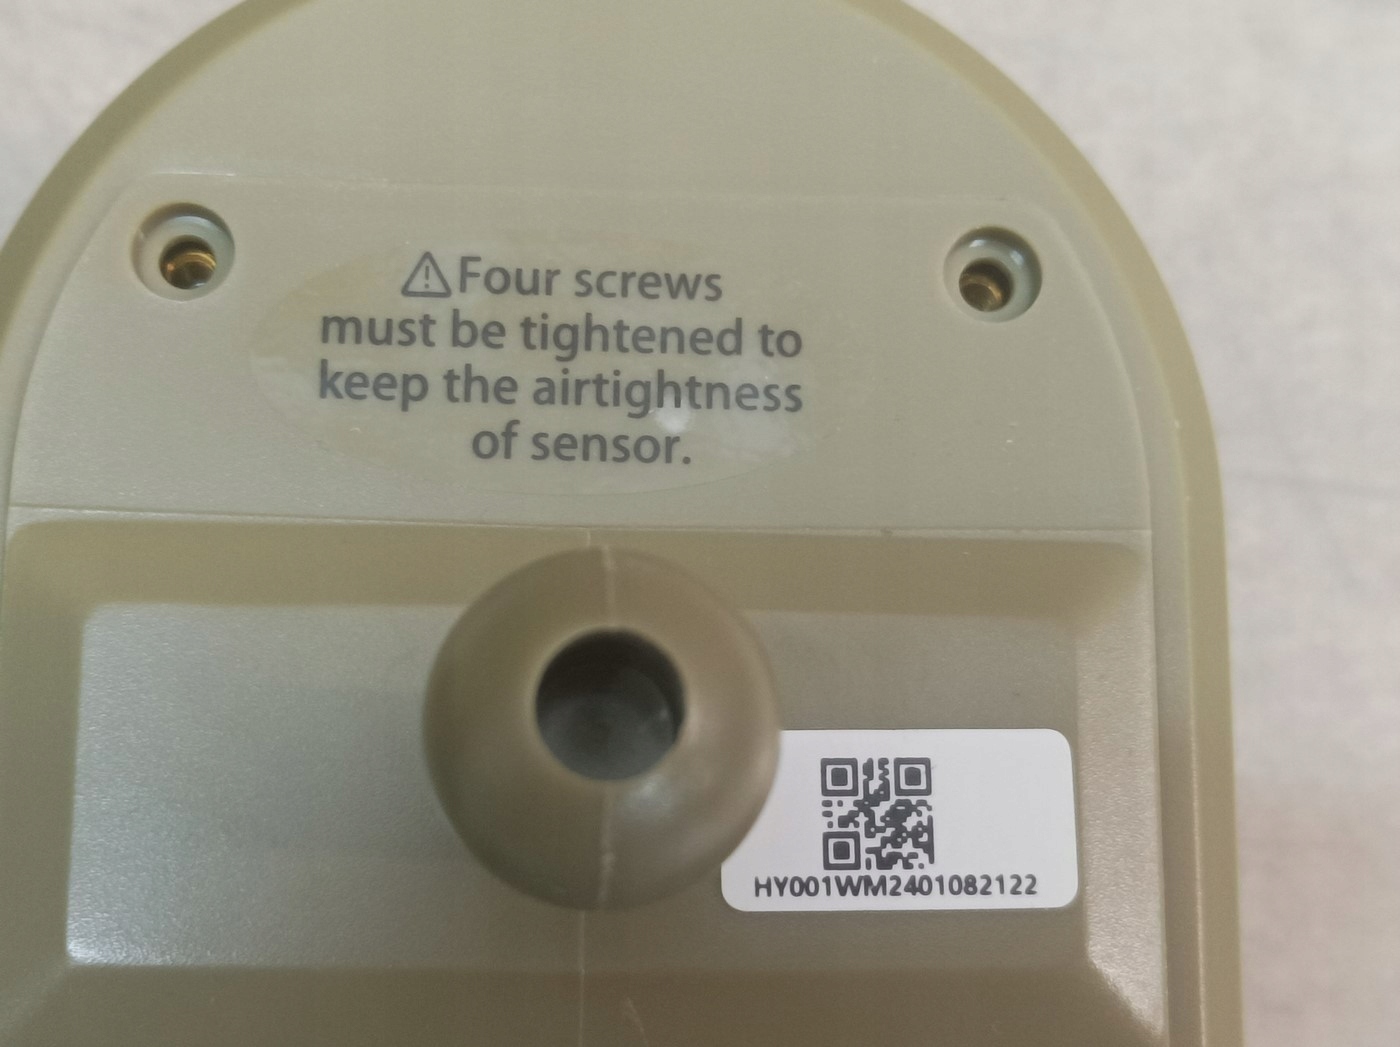 ⚠Four screws
must be tightened to
keep the airtightness
of sensor.
HY001WM2401082122